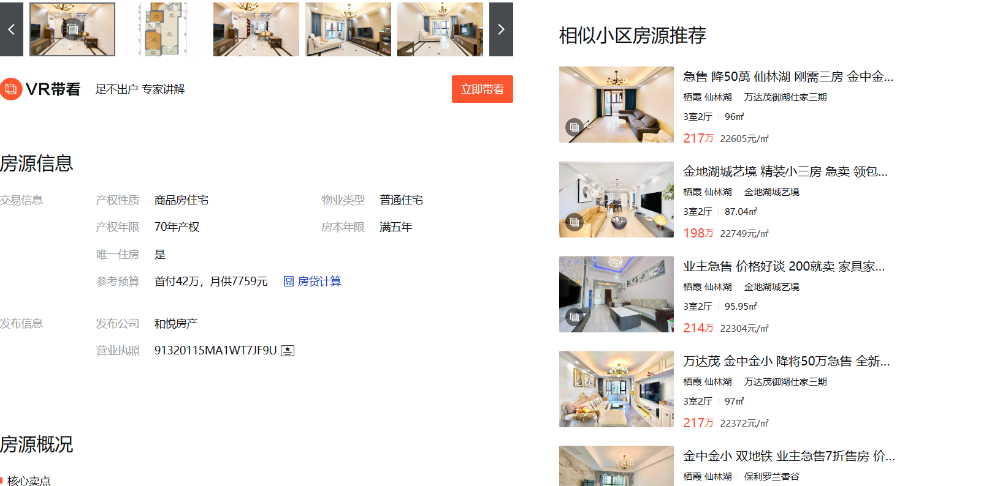 VR带看 足不出户 专家讲解 立即带看
房源信息
交易信息 产权性质 商品房住宅 物业类型 普通住宅
产权年限 70年产权 房本年限 满五年
唯一住房 是
参考预算 首付42万，月供7759元 房贷计算
发布信息 发布公司 和悦房产
营业执照 91320115MA1WT7JF9U
房源概况
核心卖点
相似小区房源推荐
急售 降50萬 仙林湖 刚需三房 金中金...
栖霞 仙林湖 万达茂御湖仕家三期
3室2厅 96㎡
217万 22605元/㎡
金地湖城艺境 精装小三房 急卖 领包...
栖霞 仙林湖 金地湖城艺境
3室2厅 87.04㎡
198万 22749元/㎡
业主急售 价格好谈 200就卖 家具家...
栖霞 仙林湖 金地湖城艺境
3室2厅 95.95㎡
214万 22304元/㎡
万达茂 金中金小 降将50万急售 全新...
栖霞 仙林湖 万达茂御湖仕家三期
3室2厅 97㎡
217万 22372元/㎡
金中金小 双地铁 业主急售7折售房 价...
栖霞 仙林湖 保利罗兰香谷